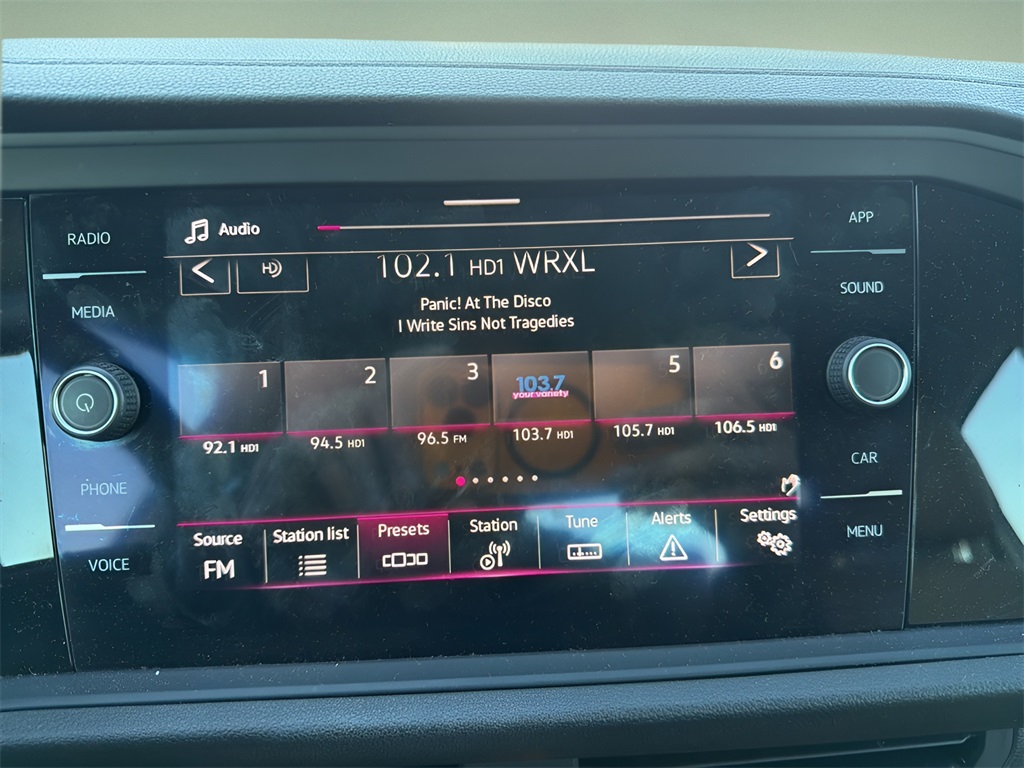 RADIO
MEDIA
PHONE
VOICE
Audio
HD
102.1 HD1 WRXL
Panic! At The Disco
I Write Sins Not Tragedies
1
2
3
103.7
your variety
5
6
92.1 HD1
94.5 HD1
96.5 FM
103.7 HD1
105.7 HD1
106.5 HD1
Source
FM
Station list
Presets
Station
Tune
Alerts
Settings
APP
SOUND
CAR
MENU